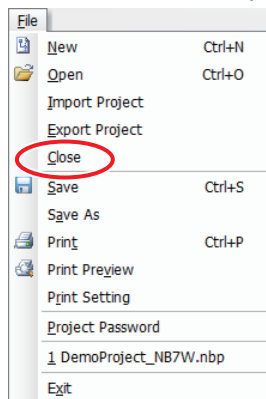 File
New Ctrl+N
Open Ctrl+O
Import Project
Export Project
Close
Save Ctrl+S
Save As
Print Ctrl+P
Print Preview
Print Setting
Project Password
1 DemoProject_NB7W.nbp
Exit